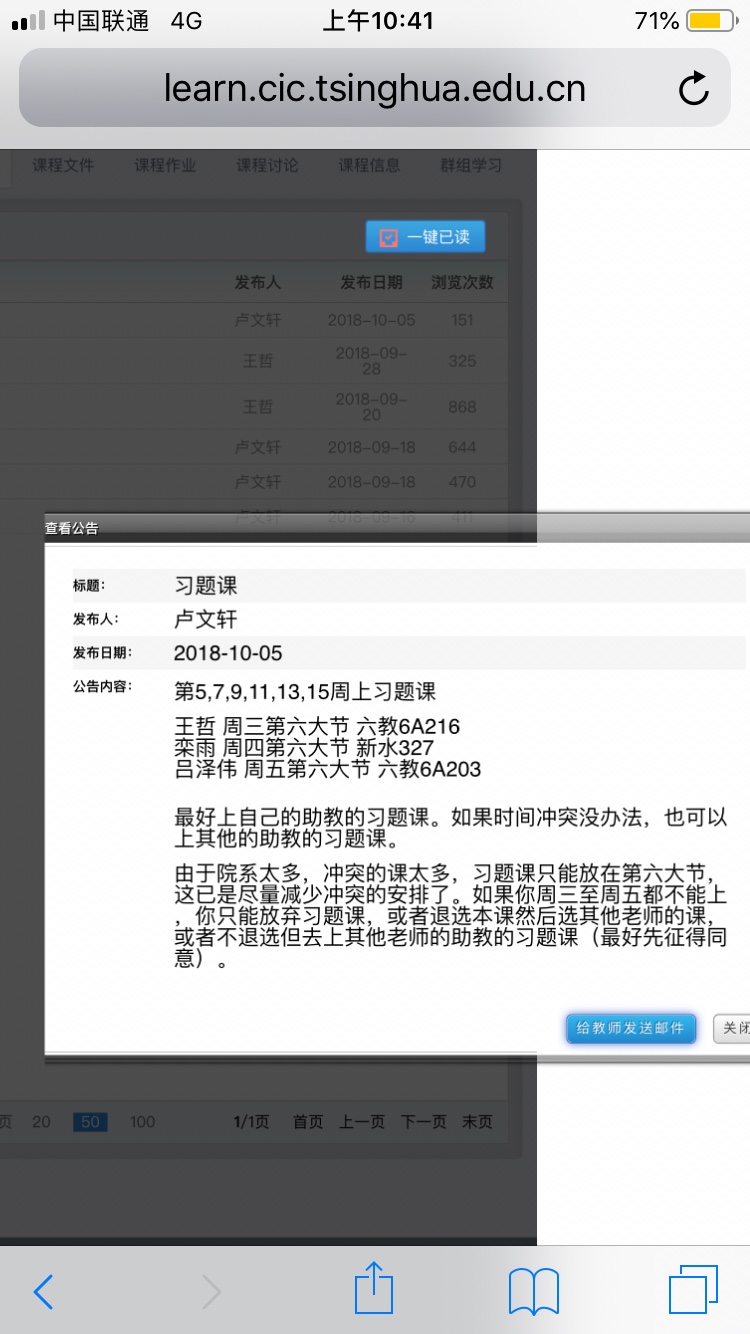 中国联通 4G 上午10:41 71%
learn.cic.tsinghua.edu.cn
课程文件 课程作业 课程讨论 课程信息 群组学习
一键已读
发布人 发布日期 浏览次数
卢文轩 2018-10-05 151
王哲 2018-09-28 325
王哲 2018-09-20 868
卢文轩 2018-09-18 644
卢文轩 2018-09-18 470
卢文轩 2018-09-16 411
查看公告
标题： 习题课
发布人： 卢文轩
发布日期： 2018-10-05
公告内容： 第5,7,9,11,13,15周上习题课
王哲 周三第六大节 六教6A216
栾雨 周四第六大节 新水327
吕泽伟 周五第六大节 六教6A203
最好上自己的助教的习题课。如果时间冲突没办法，也可以
上其他的助教的习题课。
由于院系太多，冲突的课太多，习题课只能放在第六大节，
这已是尽量减少冲突的安排了。如果你周三至周五都不能上
，你只能放弃习题课，或者退选本课然后选其他老师的课，
或者不退选但去上其他老师的助教的习题课（最好先征得同
意）。
给教师发送邮件 关闭
页 20 50 100 1/1页 首页 上一页 下一页 末页